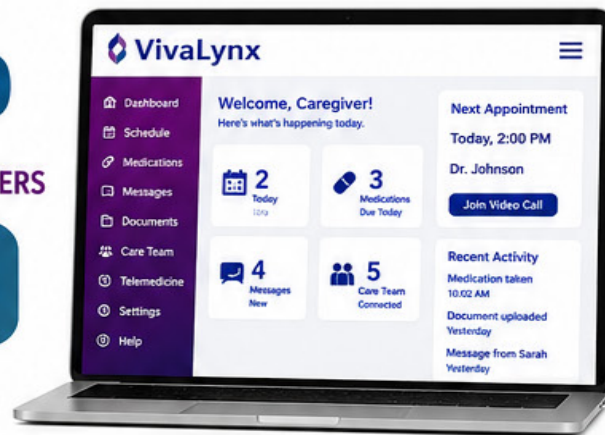 VivaLynx
ERS
Dashboard
Schedule
Medications
Messages
Documents
Care Team
Telemedicine
Settings
Help
Welcome, Caregiver!
Here's what's happening today.
2
Today
3
Medications
Due Today
4
Messages
New
5
Care Team
Connected
Next Appointment
Today, 2:00 PM
Dr. Johnson
Join Video Call
Recent Activity
Medication taken
10:02 AM
Document uploaded
Yesterday
Message from Sarah
Yesterday